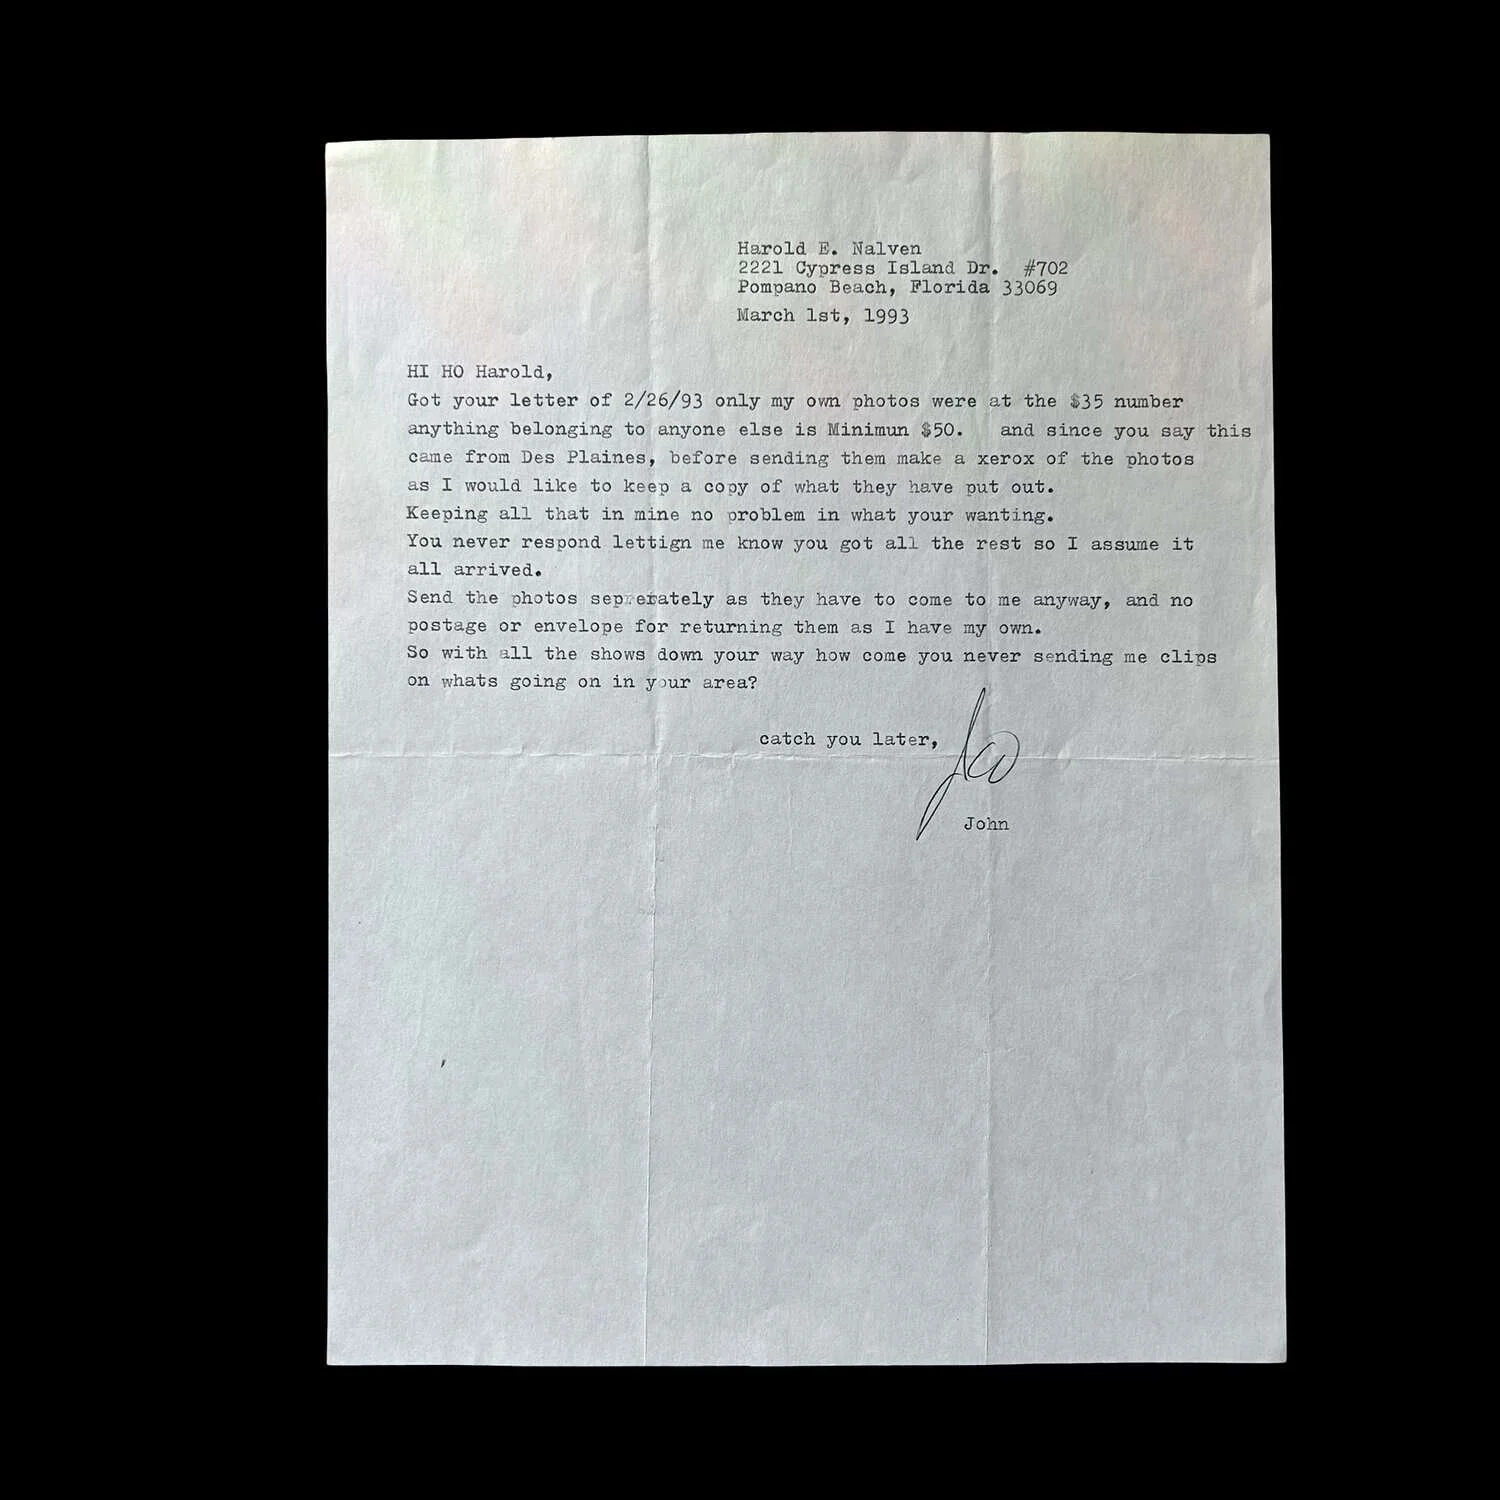 Harold E. Nalven
2221 Cypress Island Dr. #702
Pompano Beach, Florida 33069
March 1st, 1993
HI HO Harold,
Got your letter of 2/26/93 only my own photos were at the $35 number
anything belonging to anyone else is Minimun $50. and since you say this
came from Des Plaines, before sending them make a xerox of the photos
as I would like to keep a copy of what they have put out.
Keeping all that in mine no problem in what your wanting.
You never respond lettign me know you got all the rest so I assume it
all arrived.
Send the photos seprerately as they have to come to me anyway, and no
postage or envelope for returning them as I have my own.
So with all the shows down your way how come you never sending me clips
on whats going on in your area?
catch you later,
John